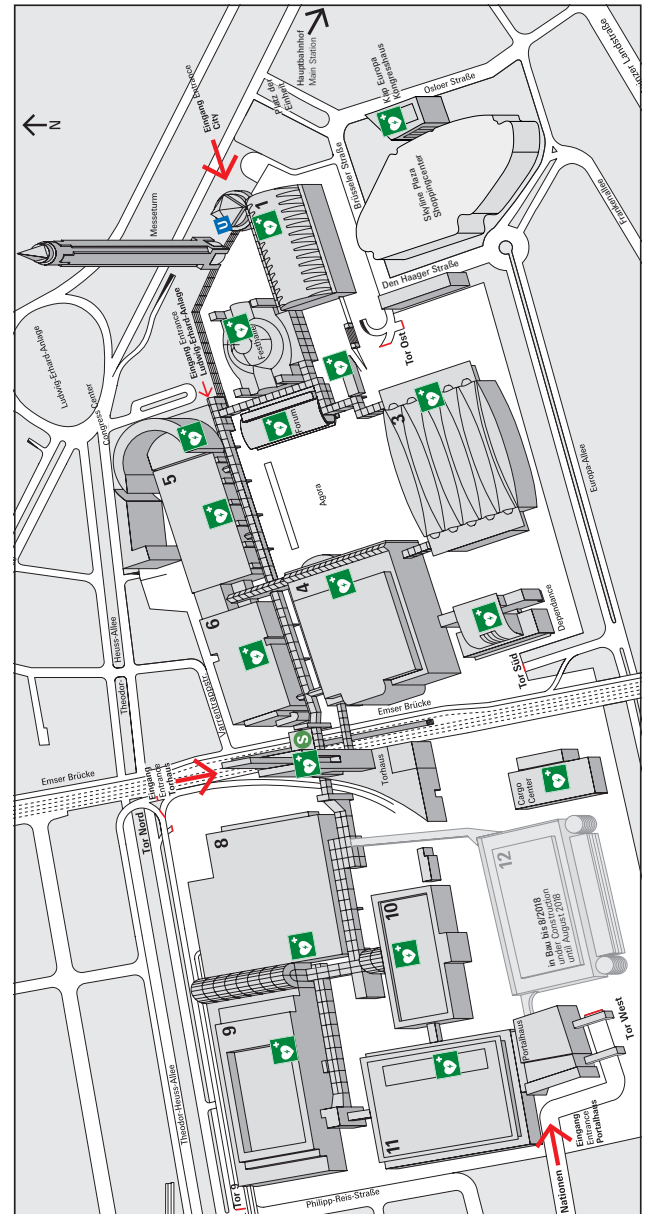 N
Hauptbahnhof
Main Station
Platz der
Einheit
Eingang Entrance
City
Messeturm
U
1
Kap Europa
Kongresshaus
Osloer Straße
Brüsseler Straße
Skyline Plaza
Shoppingcenter
Frankenallee
Den Haager Straße
Ludwig-Erhard-Anlage
Eingang Entrance
Ludwig-Erhard-Anlage
Festhalle
Tor Ost
Congress Center
Forum
3
5
Agora
Europa-Allee
4
6
Theodor-
Heuss-Allee
Varrentrappstr.
Dependance
Tor Süd
Emser Brücke
Emser Brücke
S
Eingang
Entrance
Torhaus
Torhaus
Tor Nord
Cargo
Center
8
12
in Bau bis 8/2018
under Construction
until August 2018
10
9
Theodor-Heuss-Allee
Portalhaus
Tor West
11
Eingang
Entrance
Portalhaus
Tor 9
Philipp-Reis-Straße
Nationen